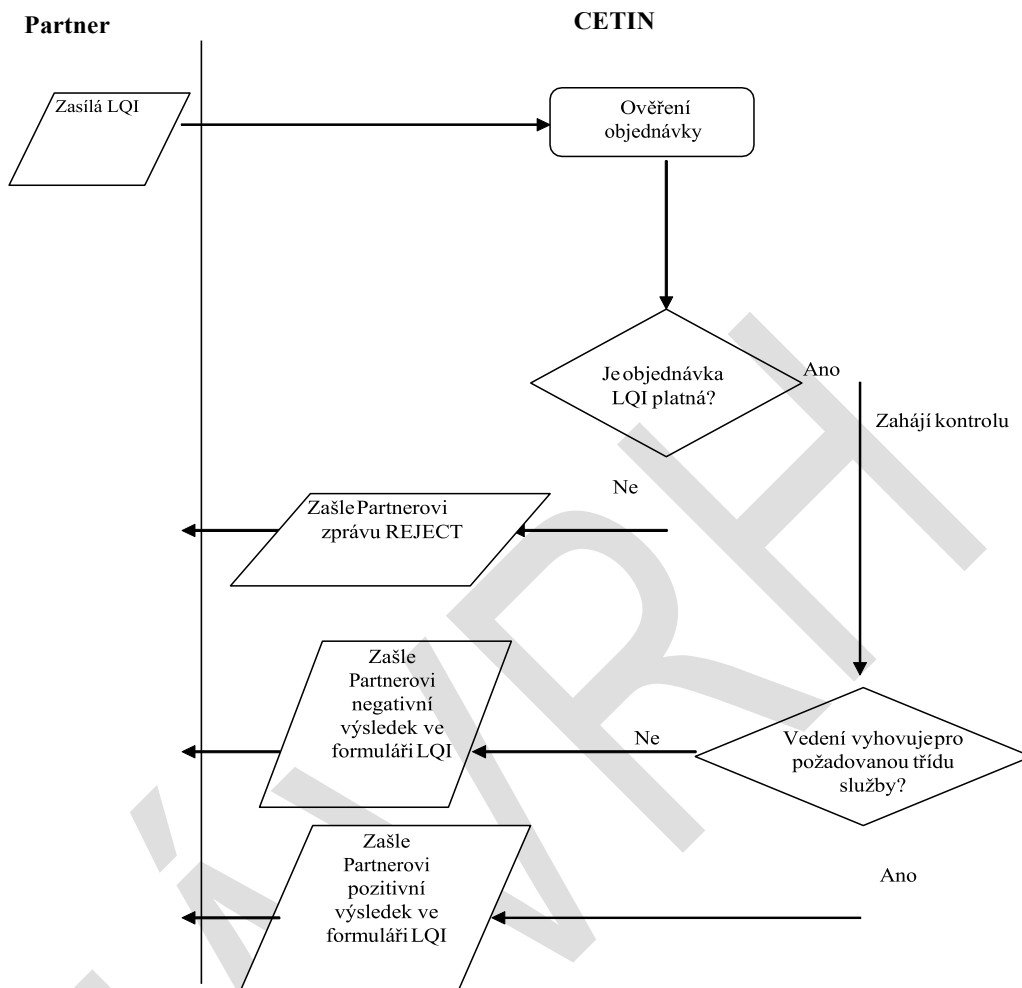 Partner
CETIN
Zasílá LQI
Ověření
objednávky
Je objednávka
LQI platná?
Ano
Zahájí kontrolu
Ne
Zašle Partnerovi
zprávu REJECT
Zašle
Partnerovi
negativní
výsledek ve
formuláři LQI
Ne
Vedení vyhovuje pro
požadovanou třídu
služby?
Zašle
Partnerovi
pozitivní
výsledek ve
formuláři LQI
Ano
ÁVRH